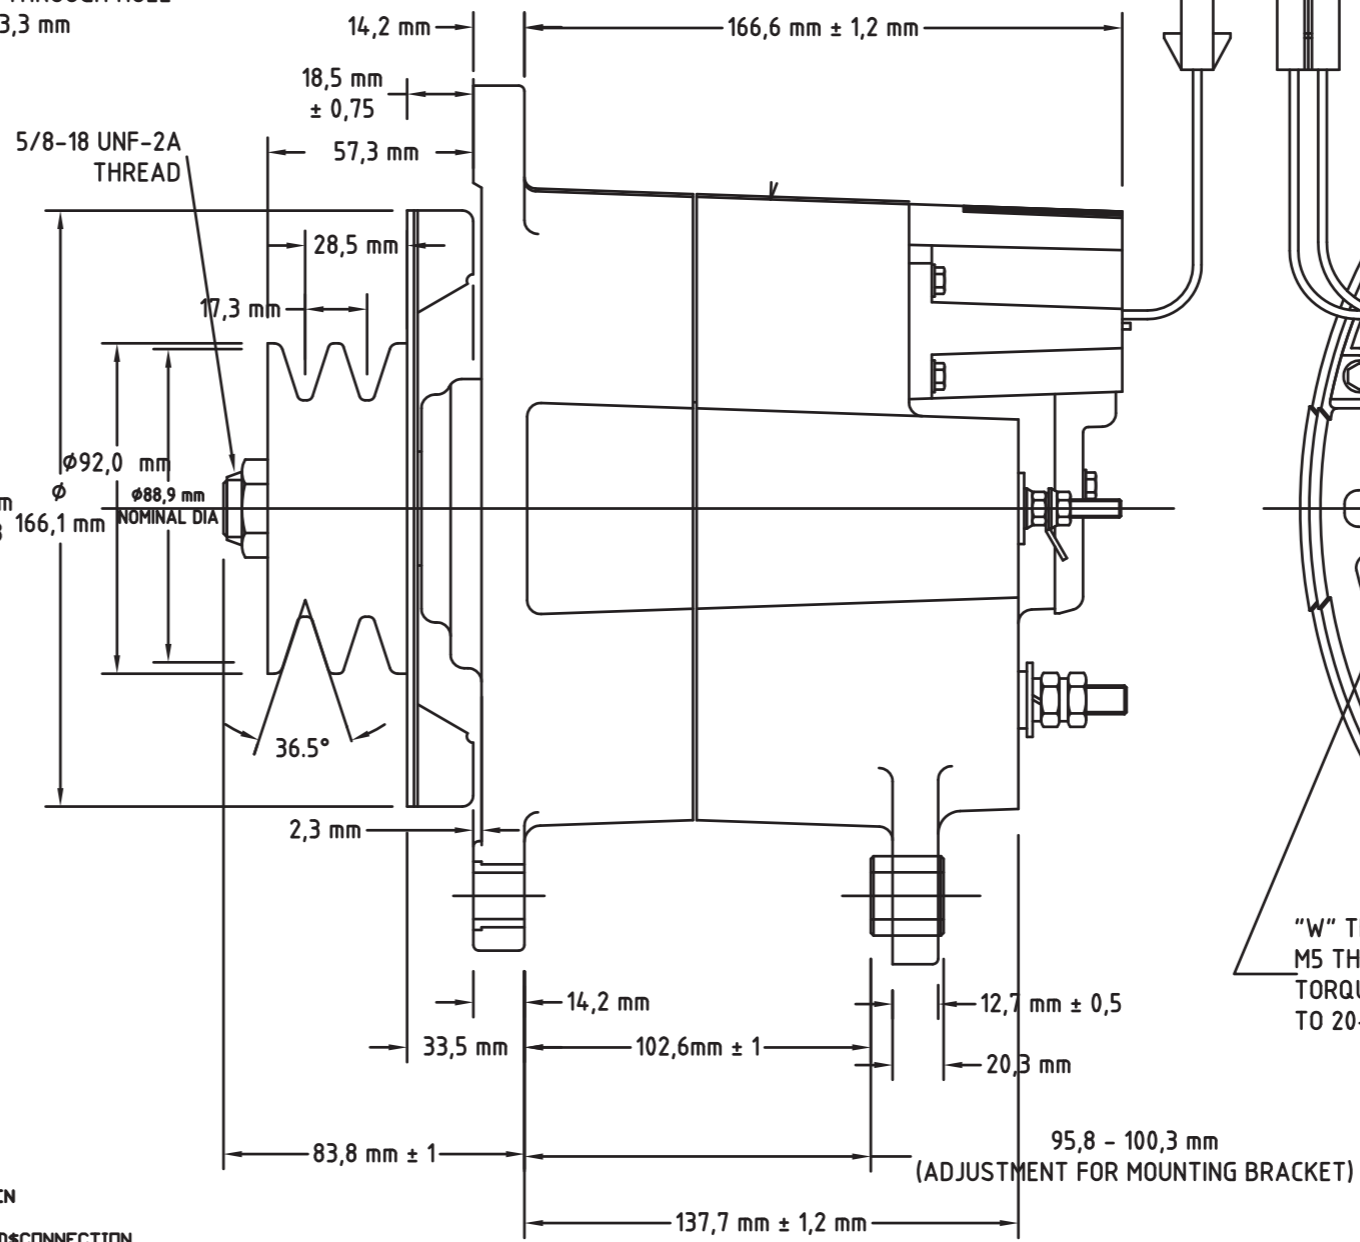 3,3 mm
14,2 mm
166,6 mm ± 1,2 mm
18,5 mm
± 0,75
5/8-18 UNF-2A
THREAD
57,3 mm
28,5 mm
17,3 mm
Ø92,0 mm
Ø
166,1 mm
Ø88,9 mm
NOMINAL DIA
36.5°
2,3 mm
14,2 mm
12,7 mm ± 0,5
33,5 mm
102,6mm ± 1
20,3 mm
83,8 mm ± 1
95,8 - 100,3 mm
(ADJUSTMENT FOR MOUNTING BRACKET)
137,7 mm ± 1,2 mm
"W" T
M5 TH
TORQU
TO 20